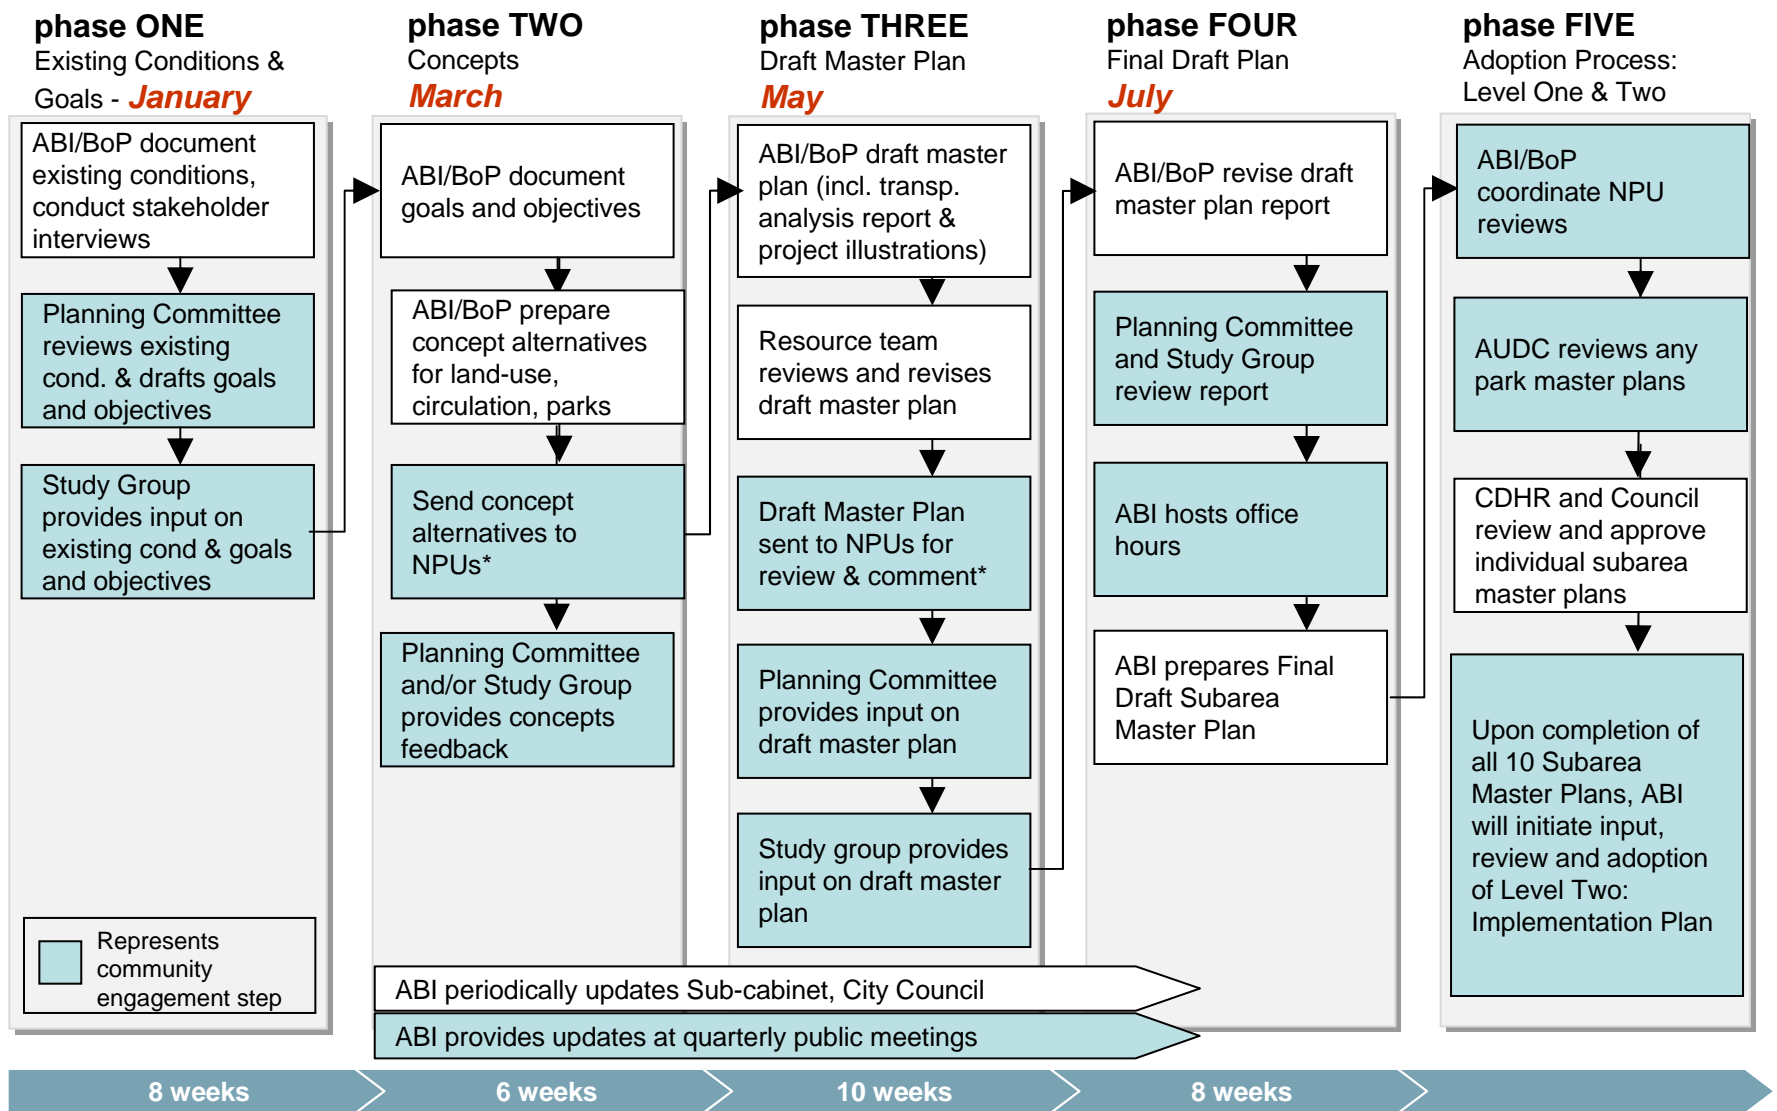 phase ONE
Existing Conditions &
Goals - January
ABI/BoP document
existing conditions,
conduct stakeholder
interviews
Planning Committee
reviews existing
cond. & drafts goals
and objectives
Study Group
provides input on
existing cond & goals
and objectives
Represents
community
engagement step
phase TWO
Concepts
March
ABI/BoP document
goals and objectives
ABI/BoP prepare
concept alternatives
for land-use,
circulation, parks
Send concept
alternatives to
NPUs*
Planning Committee
and/or Study Group
provides concepts
feedback
phase THREE
Draft Master Plan
May
ABI/BoP draft master
plan (incl. transp.
analysis report &
project illustrations)
Resource team
reviews and revises
draft master plan
Draft Master Plan
sent to NPUs for
review & comment*
Planning Committee
provides input on
draft master plan
Study group provides
input on draft master
plan
phase FOUR
Final Draft Plan
July
ABI/BoP revise draft
master plan report
Planning Committee
and Study Group
review report
ABI hosts office
hours
ABI prepares Final
Draft Subarea
Master Plan
phase FIVE
Adoption Process:
Level One & Two
ABI/BoP
coordinate NPU
reviews
AUDC reviews any
park master plans
CDHR and Council
review and approve
individual subarea
master plans
Upon completion of
all 10 Subarea
Master Plans, ABI
will initiate input,
review and adoption
of Level Two:
Implementation Plan
ABI periodically updates Sub-cabinet, City Council
ABI provides updates at quarterly public meetings
8 weeks
6 weeks
10 weeks
8 weeks